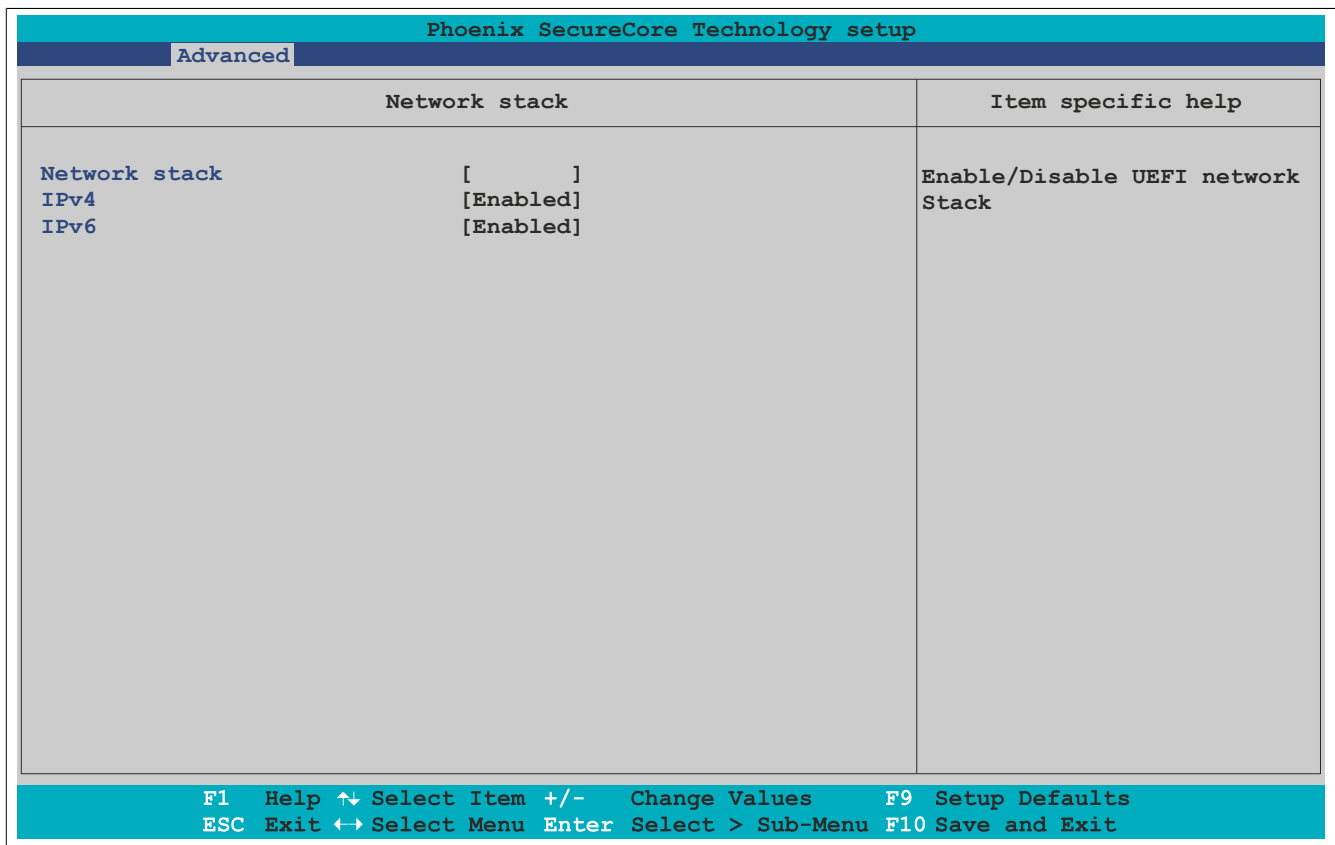 Phoenix SecureCore Technology setup
Advanced
Network stack
Item specific help
Network stack [ ]
IPv4 [Enabled]
IPv6 [Enabled]
Enable/Disable UEFI network
Stack
F1 Help ↑↓ Select Item +/- Change Values F9 Setup Defaults
ESC Exit ←→ Select Menu Enter Select > Sub-Menu F10 Save and Exit